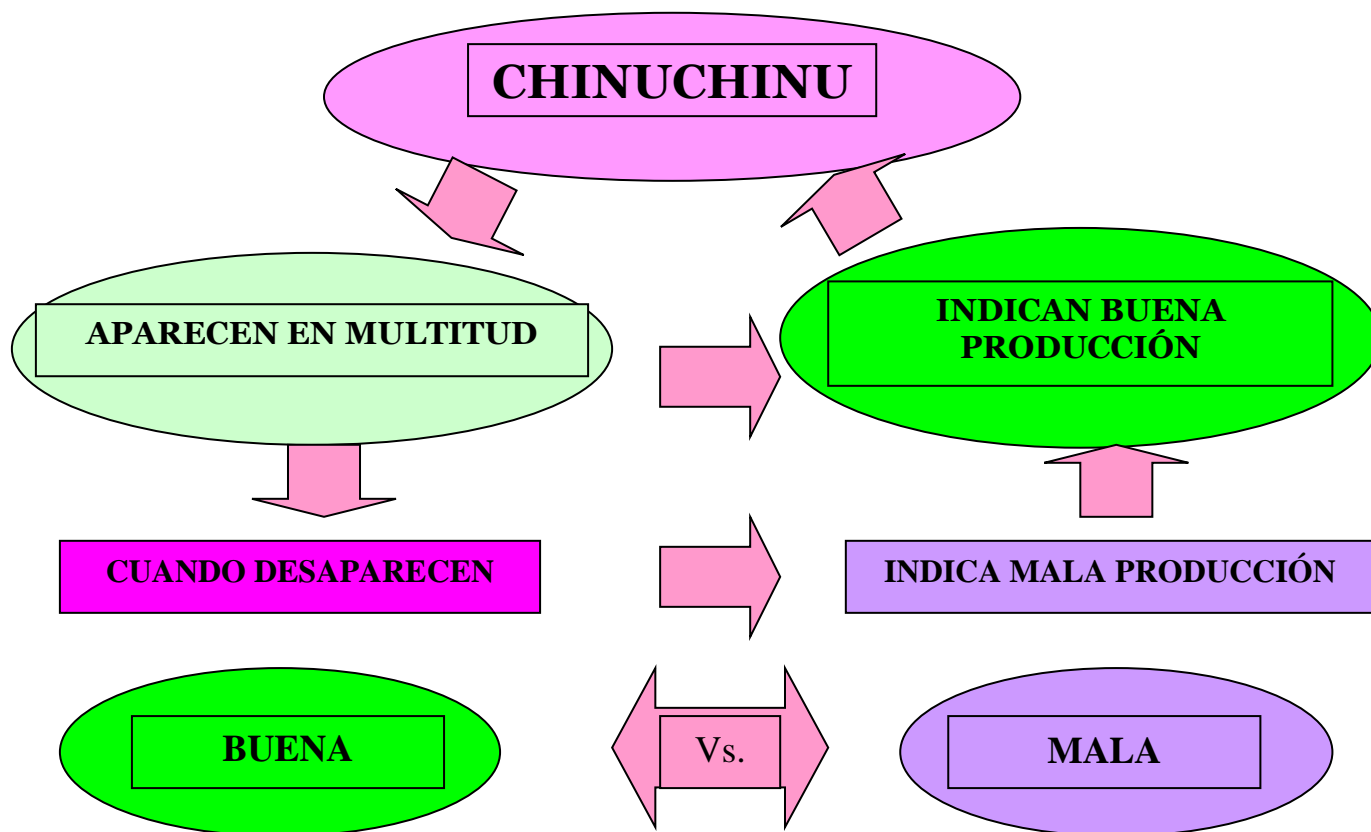 CHINUCHINU
APARECEN EN MULTITUD
INDICAN BUENA
PRODUCCIÓN
CUANDO DESAPARECEN
INDICA MALA PRODUCCIÓN
BUENA
Vs.
MALA